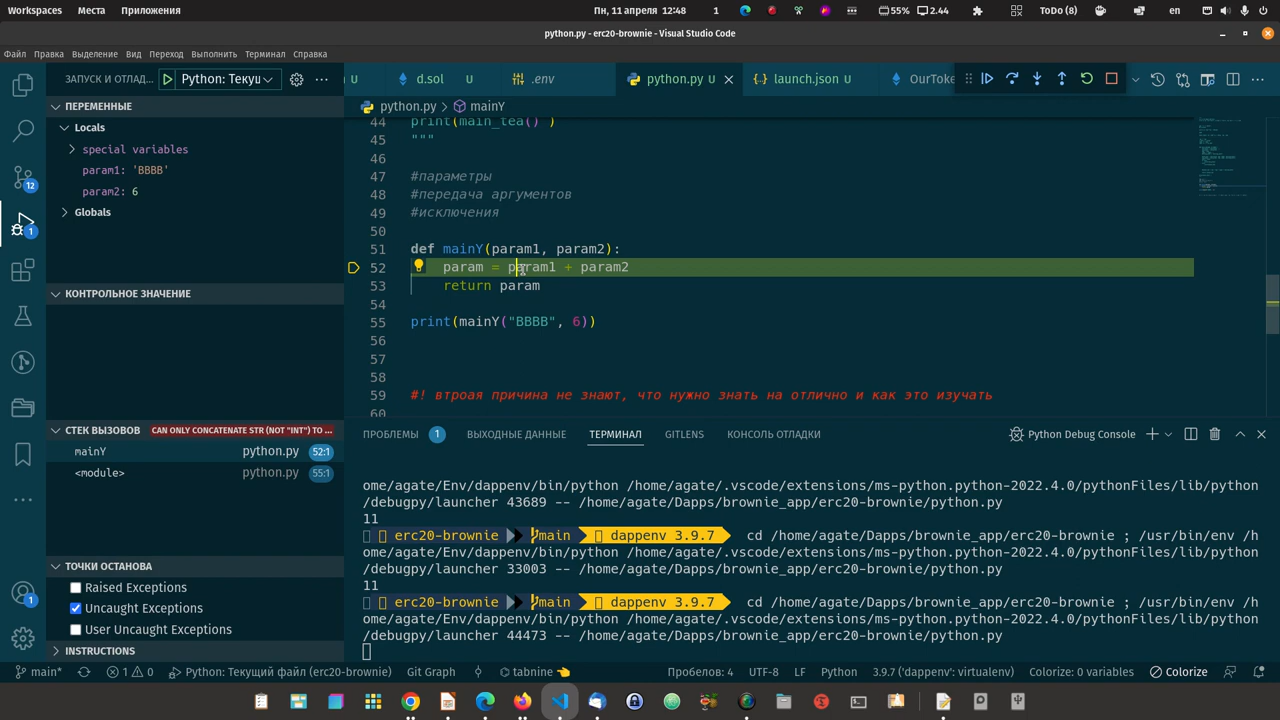 Workspaces Места Приложения Пн, 11 апреля 12:48 1 55% 2.44 ToDo (8) en
python.py - erc20-brownie - Visual Studio Code
Файл Правка Выделение Вид Переход Выполнить Терминал Справка
ЗАПУСК И ОТЛАД… Python: Текущ
U d.sol U .env python.py U launch.json U OurTok
ПЕРЕМЕННЫЕ
python.py > mainY
Locals
special variables
param1: 'BBBB'
param2: 6
Globals
44 print(main_tea() )
45 """
46
47 #параметры
48 #передача аргументов
49 #исключения
50
51 def mainY(param1, param2):
52 param = param1 + param2
53 return param
54
55 print(mainY("BBBB", 6))
56
57
58
59 #! втроая причина не знают, что нужно знать на отлично и как это изучать
60
КОНТРОЛЬНОЕ ЗНАЧЕНИЕ
СТЕК ВЫЗОВОВ CAN ONLY CONCATENATE STR (NOT "INT") TO …
mainY python.py 52:1
<module> python.py 55:1
ТОЧКИ ОСТАНОВА
Raised Exceptions
Uncaught Exceptions
User Uncaught Exceptions
INSTRUCTIONS
12
1
1
ПРОБЛЕМЫ 1 ВЫХОДНЫЕ ДАННЫЕ ТЕРМИНАЛ GITLENS КОНСОЛЬ ОТЛАДКИ Python Debug Console
ome/agate/Env/dappenv/bin/python /home/agate/.vscode/extensions/ms-python.python-2022.4.0/pythonFiles/lib/python
/debugpy/launcher 43689 -- /home/agate/Dapps/brownie_app/erc20-brownie/python.py
11
erc20-brownie main dappenv 3.9.7 cd /home/agate/Dapps/brownie_app/erc20-brownie ; /usr/bin/env /h
ome/agate/Env/dappenv/bin/python /home/agate/.vscode/extensions/ms-python.python-2022.4.0/pythonFiles/lib/python
/debugpy/launcher 33003 -- /home/agate/Dapps/brownie_app/erc20-brownie/python.py
11
erc20-brownie main dappenv 3.9.7 cd /home/agate/Dapps/brownie_app/erc20-brownie ; /usr/bin/env /h
ome/agate/Env/dappenv/bin/python /home/agate/.vscode/extensions/ms-python.python-2022.4.0/pythonFiles/lib/python
/debugpy/launcher 44473 -- /home/agate/Dapps/brownie_app/erc20-brownie/python.py
main* 1 0 Python: Текущий файл (erc20-brownie) Git Graph tabnine Пробелов: 4 UTF-8 LF Python 3.9.7 ('dappenv': virtualenv) Colorize: 0 variables Colorize